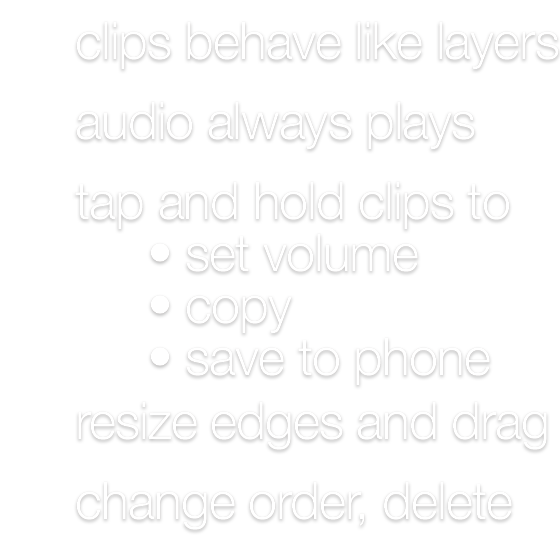 clips behave like layers
audio always plays
tap and hold clips to
• set volume
• copy
• save to phone
resize edges and drag
change order, delete